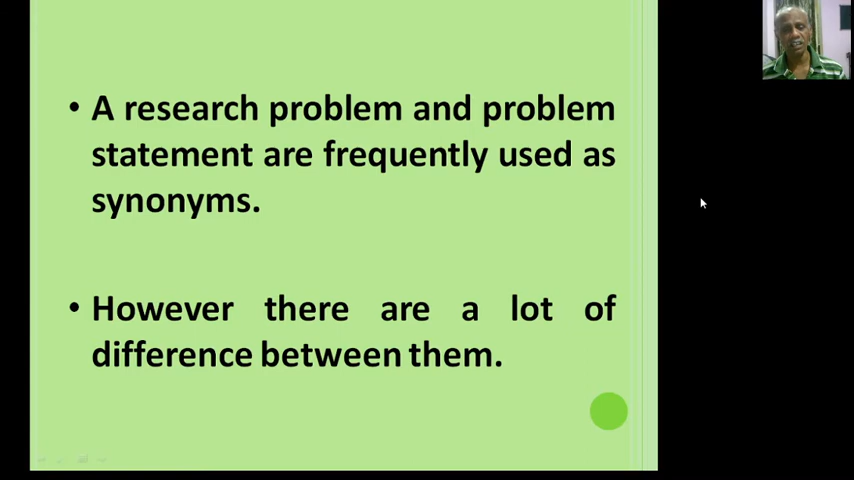 • A research problem and problem
statement are frequently used as
synonyms.
• However there are a lot of
difference between them.